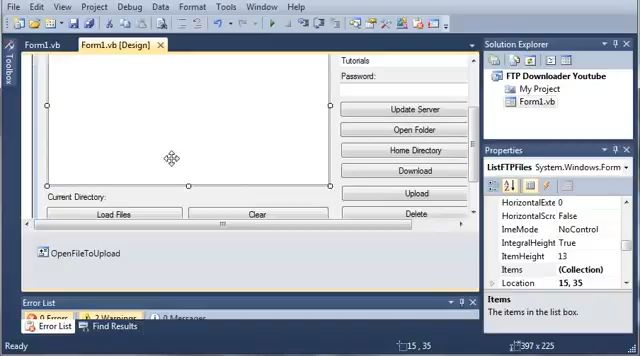 File Edit View Project Build Debug Data Format Tools Window Help
Form1.vb Form1.vb [Design]
Toolbox
Tutorials
Password:
Update Server
Open Folder
Home Directory
Download
Upload
Delete
Current Directory:
Load Files Clear
OpenFileToUpload
Error List
0 Errors 2 Warnings 0 Messages
Error List Find Results
Ready 15 , 35 397 x 225
Solution Explorer
FTP Downloader Youtube
My Project
Form1.vb
Properties
ListFTPFiles System.Windows.Form
HorizontalExte 0
HorizontalScro False
ImeMode NoControl
IntegralHeight True
ItemHeight 13
Items (Collection)
Location 15, 35
Items
The items in the list box.